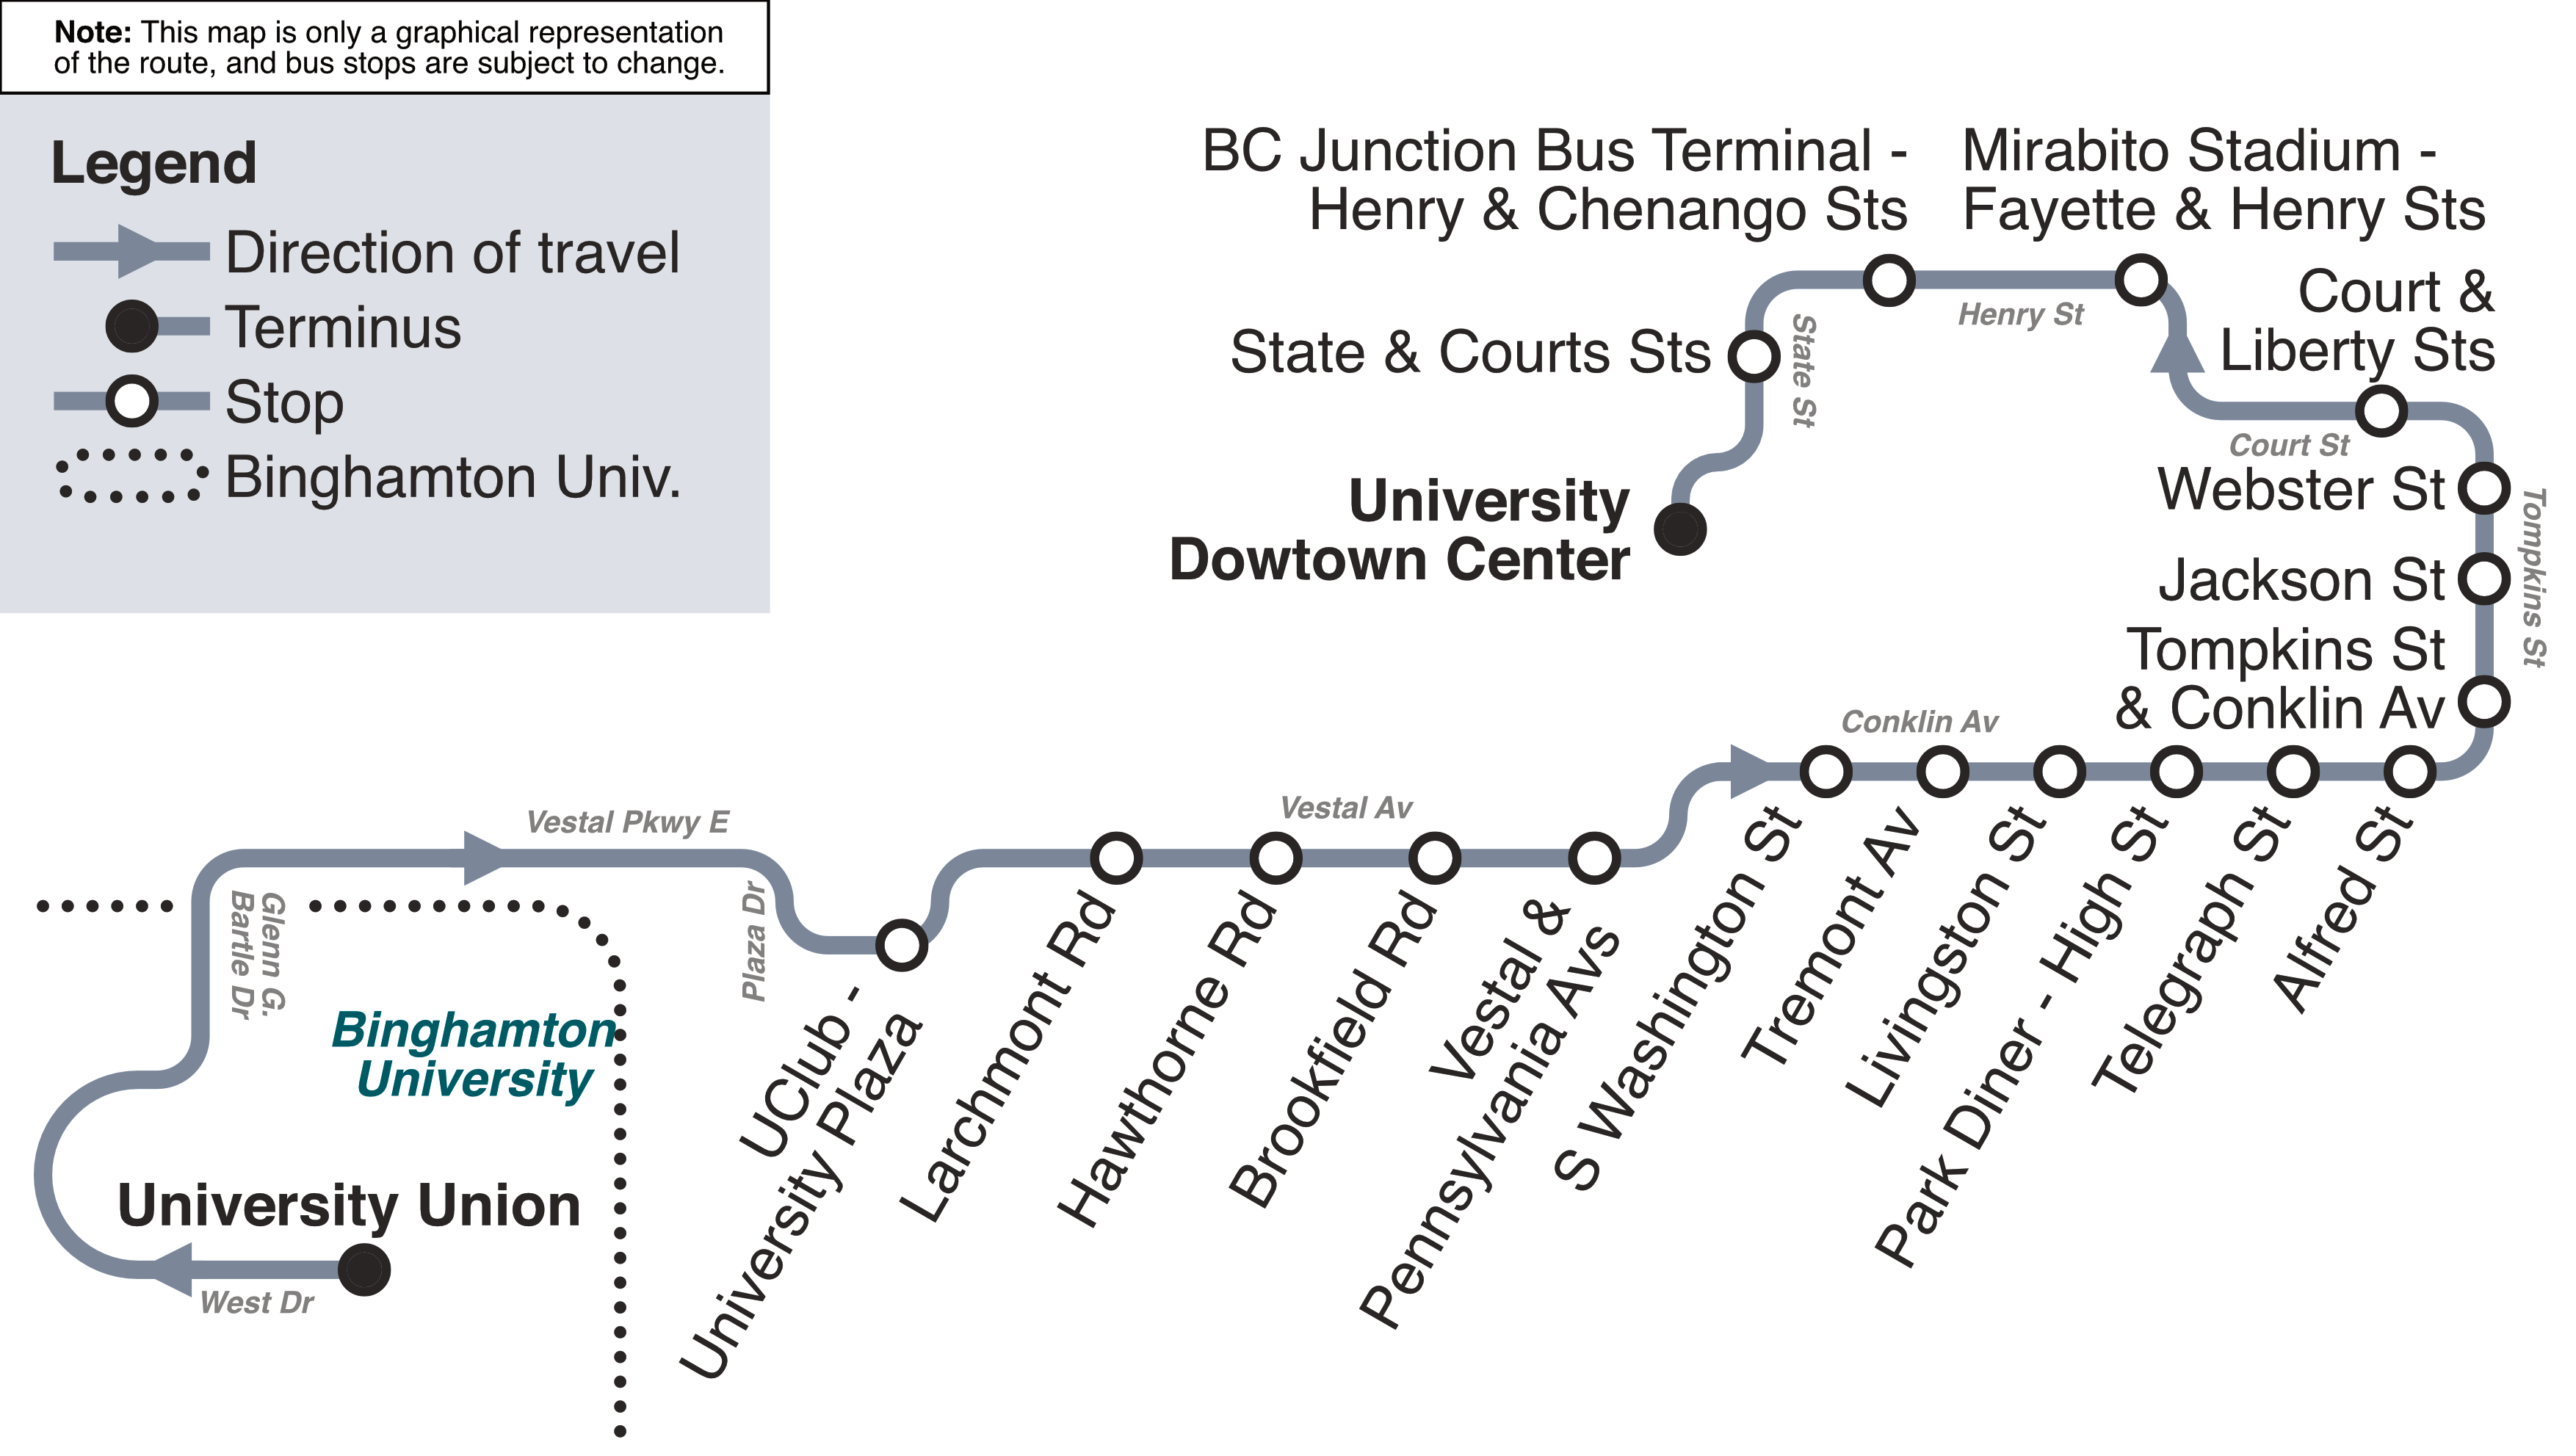 Note: This map is only a graphical representation
of the route, and bus stops are subject to change.
Legend
Direction of travel
Terminus
Stop
Binghamton Univ.
BC Junction Bus Terminal -
Henry & Chenango Sts
Mirabito Stadium -
Fayette & Henry Sts
Court &
Liberty Sts
Henry St
State & Courts Sts
State St
Court St
University
Dowtown Center
Webster St
Jackson St
Tompkins St
Tompkins St
& Conklin Av
Conklin Av
Vestal Pkwy E
Vestal Av
Glenn G.
Bartle Dr
Plaza Dr
Binghamton
University
University Union
West Dr
UClub -
University Plaza
Larchmont Rd
Hawthorne Rd
Brookfield Rd
Vestal &
Pennsylvania Avs
S Washington St
Tremont Av
Livingston St
Park Diner - High St
Telegraph St
Alfred St